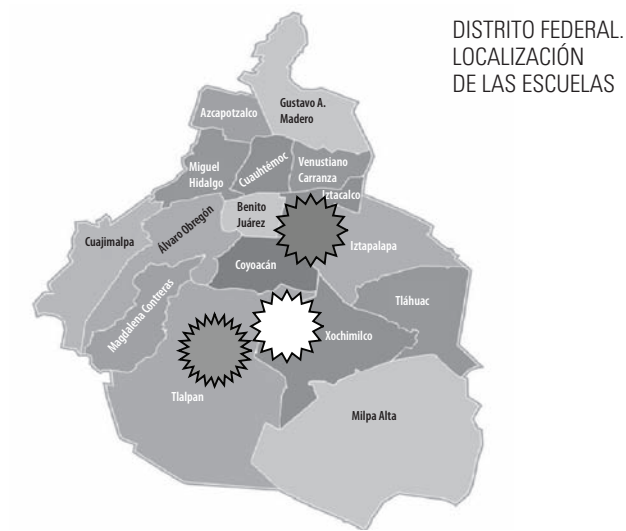 DISTRITO FEDERAL.
LOCALIZACIÓN
DE LAS ESCUELAS
Gustavo A.
Madero
Azcapotzalco
Miguel
Hidalgo
Cuauhtémoc
Venustiano
Carranza
Iztacalco
Benito
Juárez
Álvaro Obregón
Cuajimalpa
Iztapalapa
Coyoacán
Tláhuac
Magdalena Contreras
Xochimilco
Tlalpan
Milpa Alta